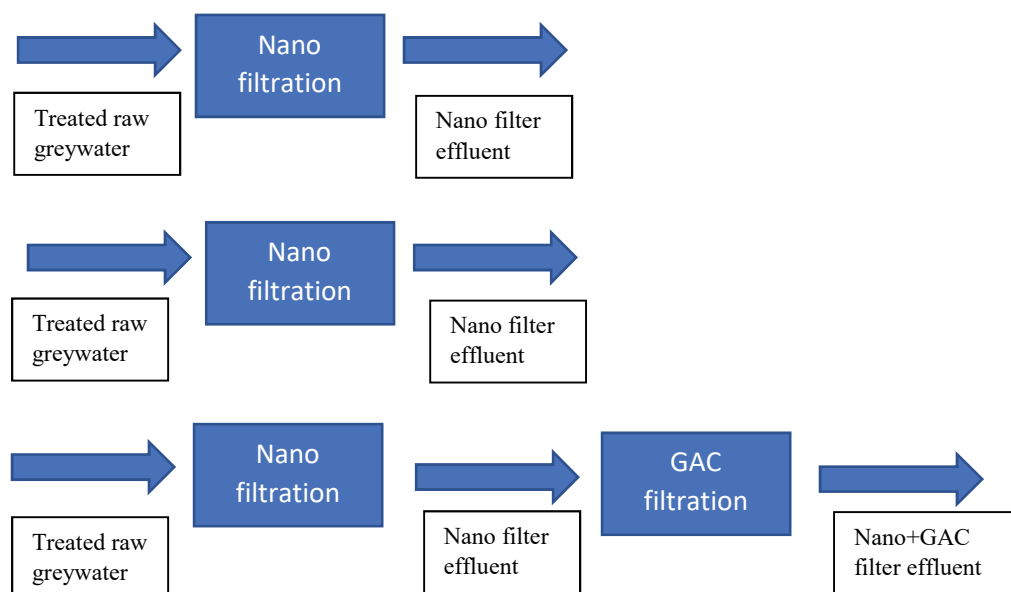 Nano
filtration
Treated raw
greywater
Nano filter
effluent
Nano
filtration
Treated raw
greywater
Nano filter
effluent
Nano
filtration
GAC
filtration
Treated raw
greywater
Nano filter
effluent
Nano+GAC
filter effluent